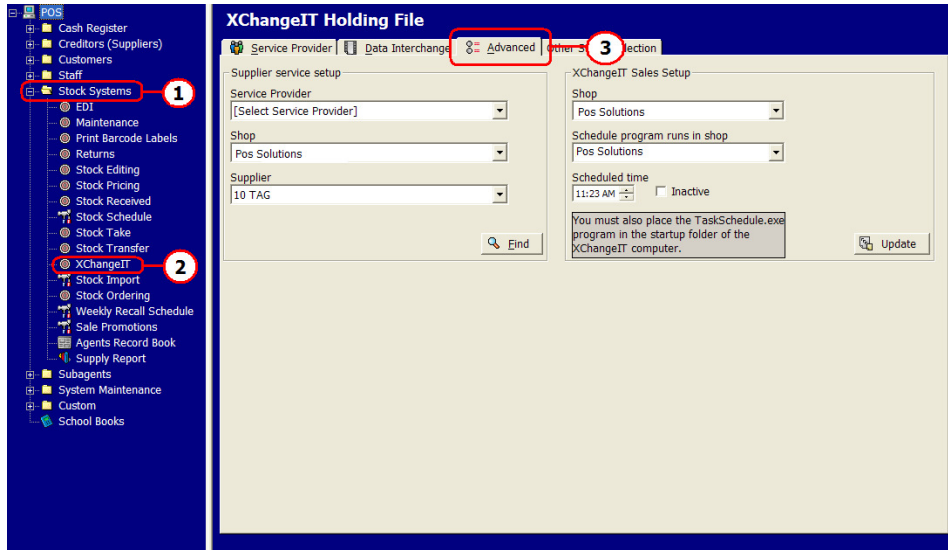 POS
Cash Register
Creditors (Suppliers)
Customers
Staff
Stock Systems
1
EDI
Maintenance
Print Barcode Labels
Returns
Stock Editing
Stock Pricing
Stock Received
Stock Schedule
Stock Take
Stock Transfer
XChangeIT
2
Stock Import
Stock Ordering
Weekly Recall Schedule
Sale Promotions
Agents Record Book
Supply Report
Subagents
System Maintenance
Custom
School Books
XChangeIT Holding File
Service Provider
Data Interchange
Advanced
3
Supplier service setup
Service Provider
[Select Service Provider]
Shop
Pos Solutions
Supplier
10 TAG
Find
XChangeIT Sales Setup
Shop
Pos Solutions
Schedule program runs in shop
Pos Solutions
Scheduled time
11:23 AM
Inactive
You must also place the TaskSchedule.exe
program in the startup folder of the
XChangeIT computer.
Update